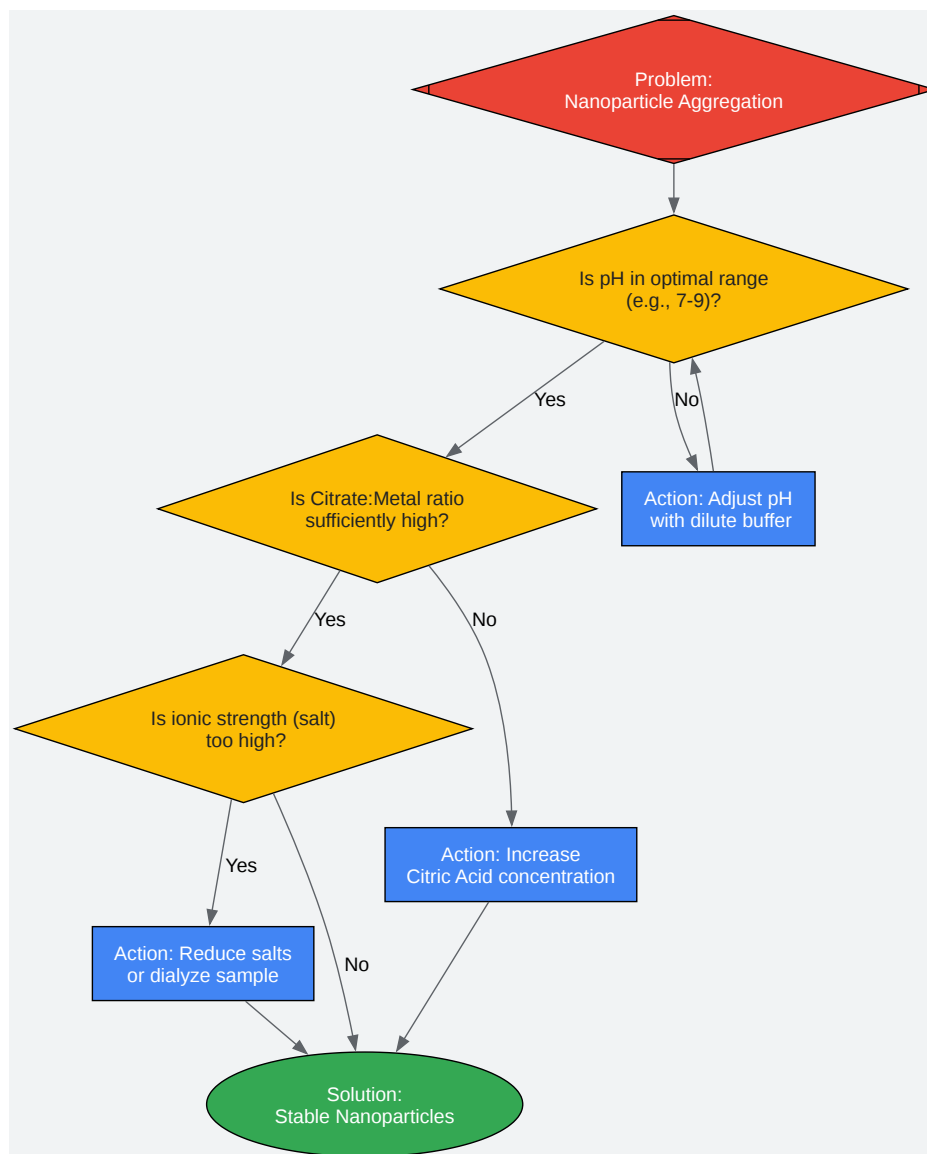 Problem:
Nanoparticle Aggregation
Is pH in optimal range
(e.g., 7-9)?
Yes
No
Is Citrate:Metal ratio
sufficiently high?
Action: Adjust pH
with dilute buffer
Yes
No
Is ionic strength (salt)
too high?
Yes
Action: Increase
Citric Acid concentration
Action: Reduce salts
or dialyze sample
No
Solution:
Stable Nanoparticles